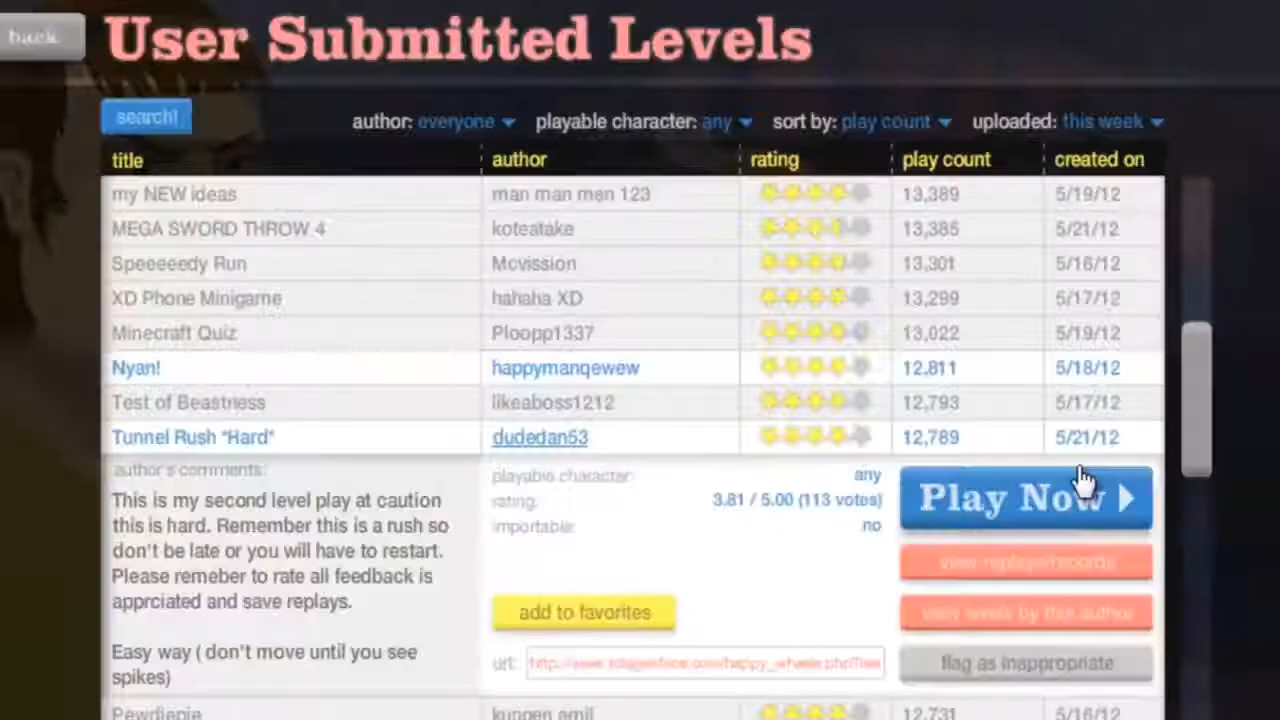 back
User Submitted Levels
search!
author: everyone playable character: any sort by: play count uploaded: this week
title author rating play count created on
my NEW ideas man man man 123 13,389 5/19/12
MEGA SWORD THROW 4 koteatake 13,385 5/21/12
Speeeeedy Run Mcvission 13,301 5/16/12
XD Phone Minigame hahaha XD 13,299 5/17/12
Minecraft Quiz Ploopp1337 13,022 5/19/12
Nyan! happymanqewew 12,811 5/18/12
Test of Beastness likeaboss1212 12,793 5/17/12
Tunnel Rush "Hard" dudedan53 12,789 5/21/12
author's comments:
This is my second level play at caution
this is hard. Remember this is a rush so
don't be late or you will have to restart.
Please remeber to rate all feedback is
apprciated and save replays.
Easy way ( don't move until you see
spikes)
playable character: any
rating: 3.81 / 5.00 (113 votes)
importable: no
add to favorites
url:
Play Now
view replays/records
view levels by this author
flag as inappropriate
Pewdiepie kungen emil 12,731 5/16/12